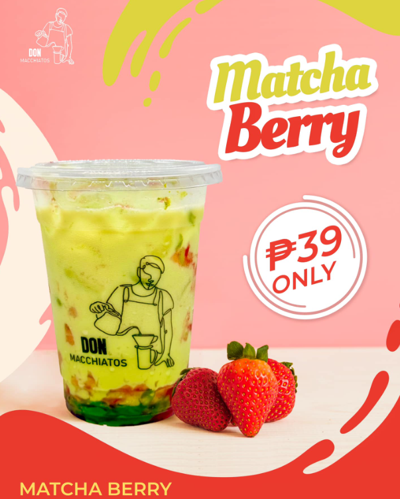 DON
MACCHIATOS
Matcha
Berry
₱39
ONLY
DON
MACCHIATOS
MATCHA BERRY